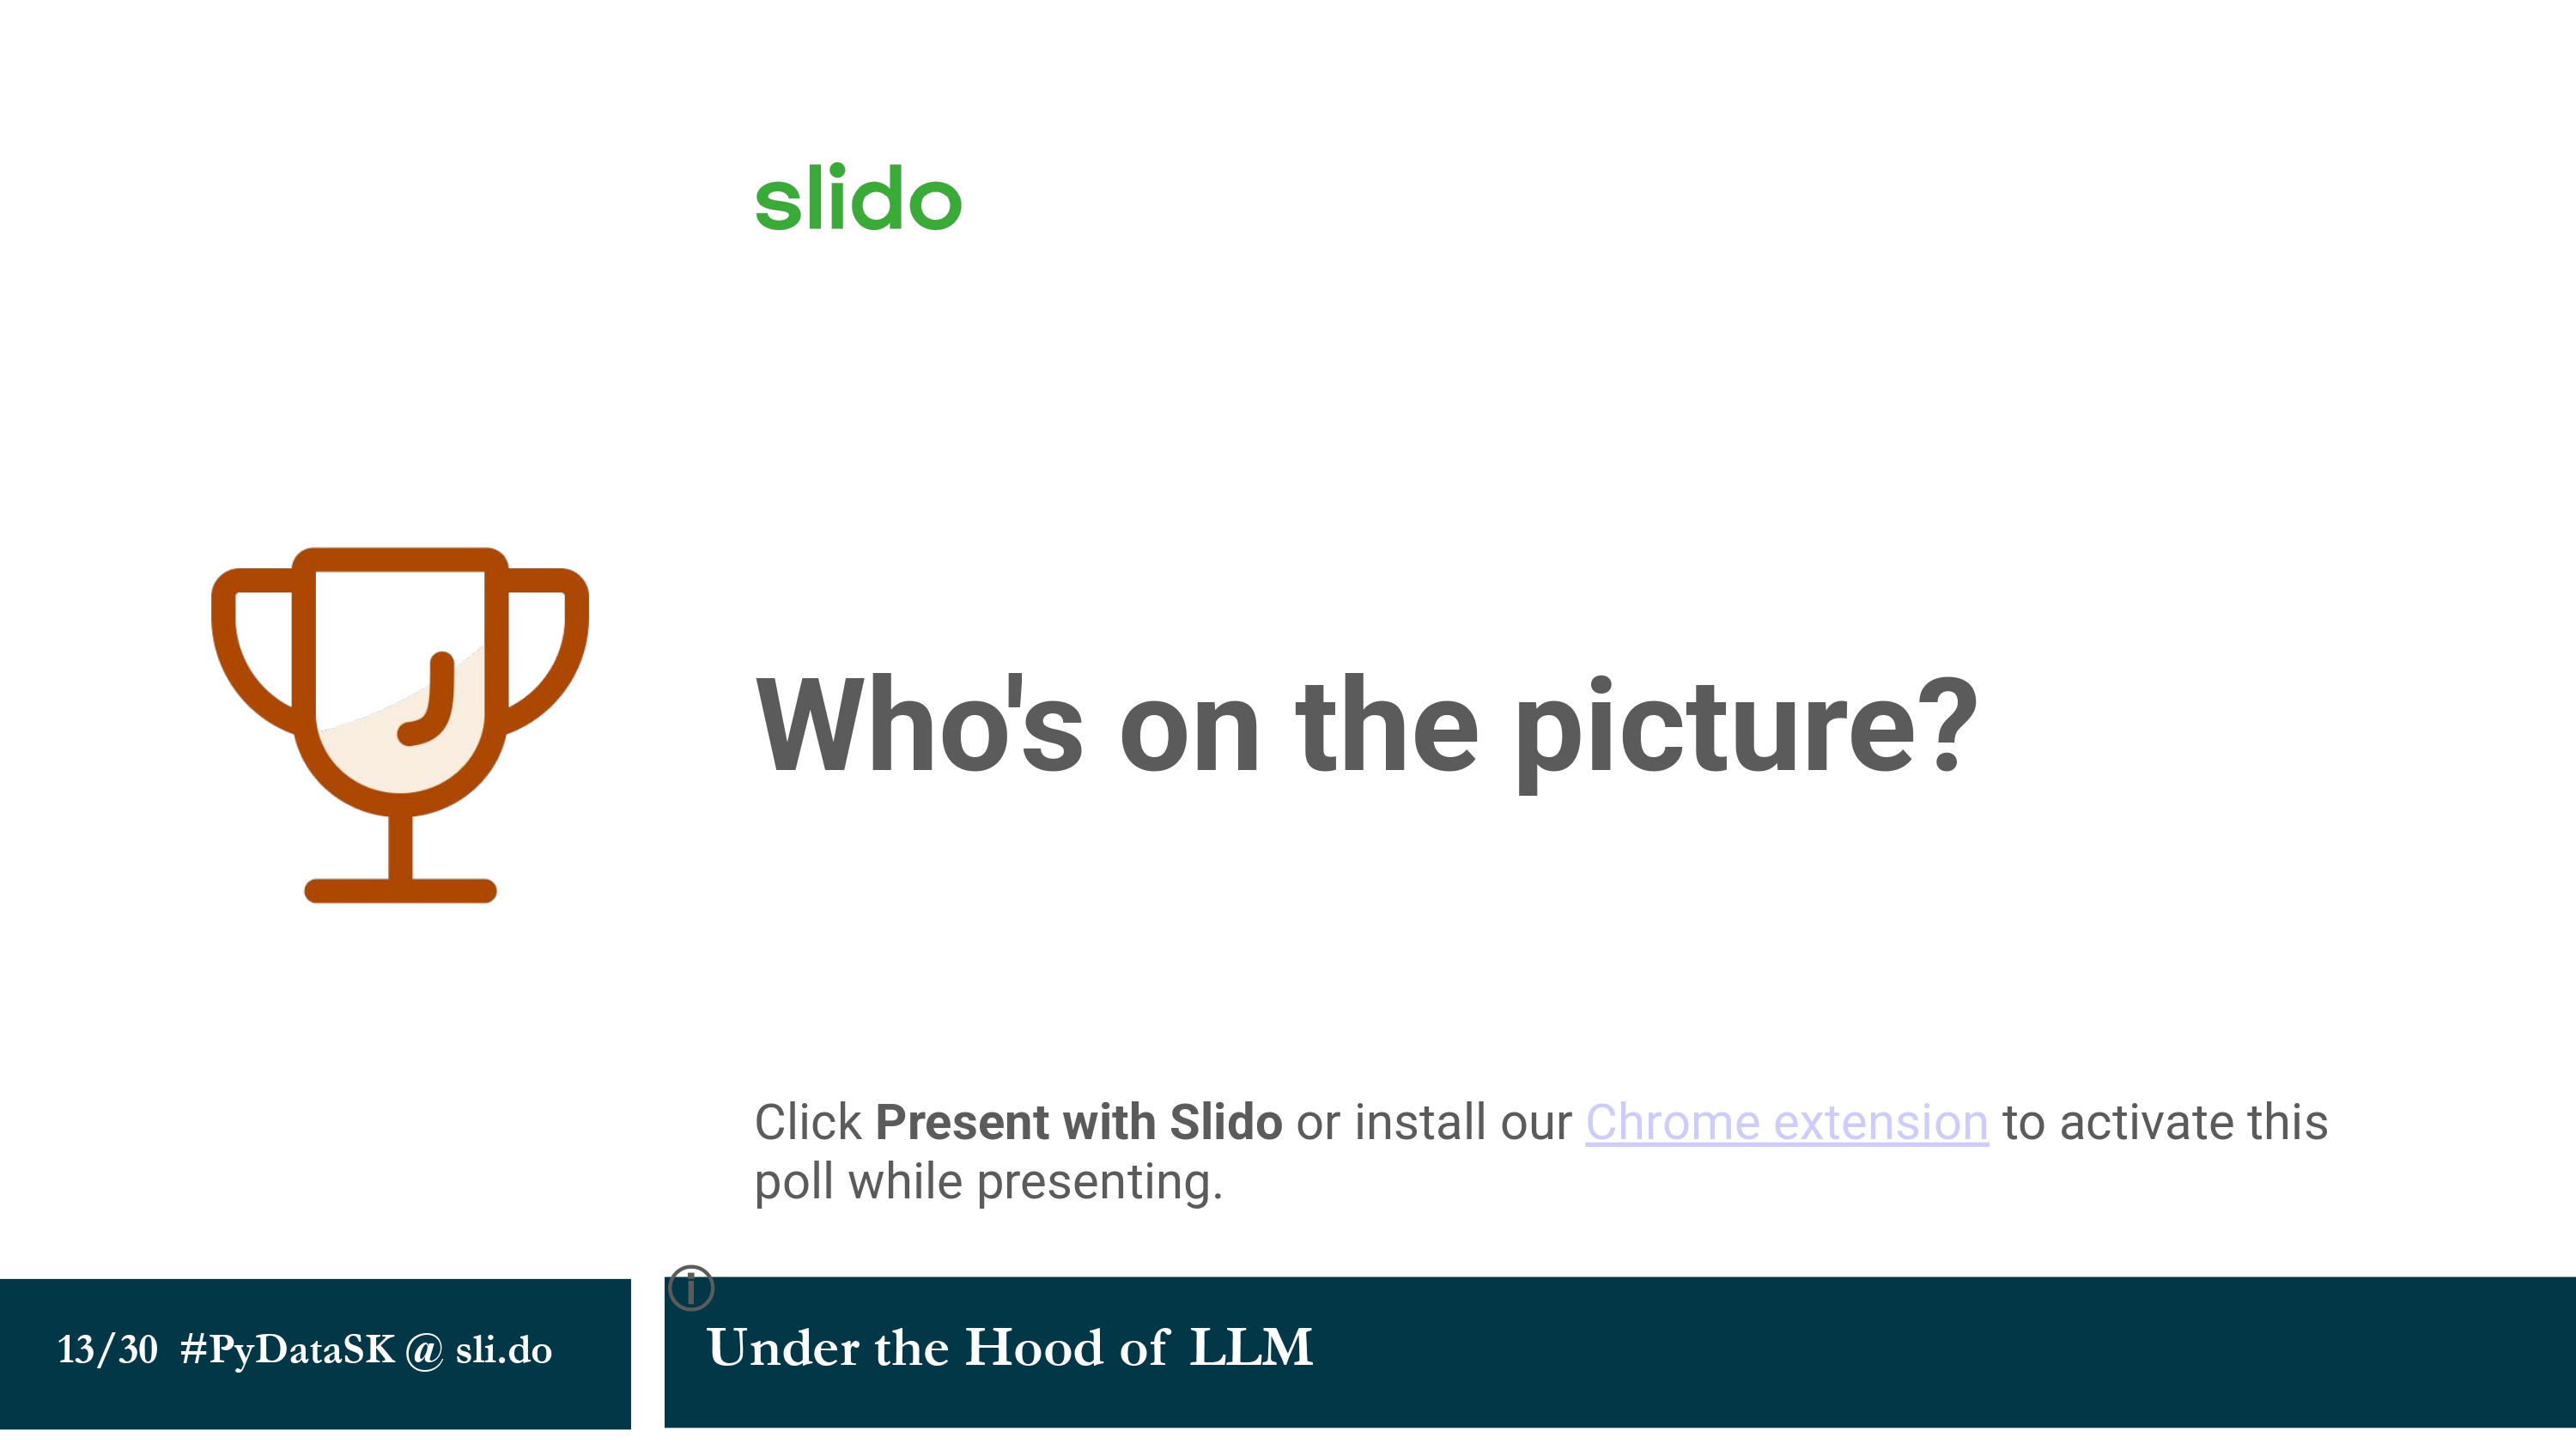 slido
Who's on the picture?
Click Present with Slido or install our Chrome extension to activate this
poll while presenting.
13/30 #PyDataSK @ sli.do
Under the Hood of LLM